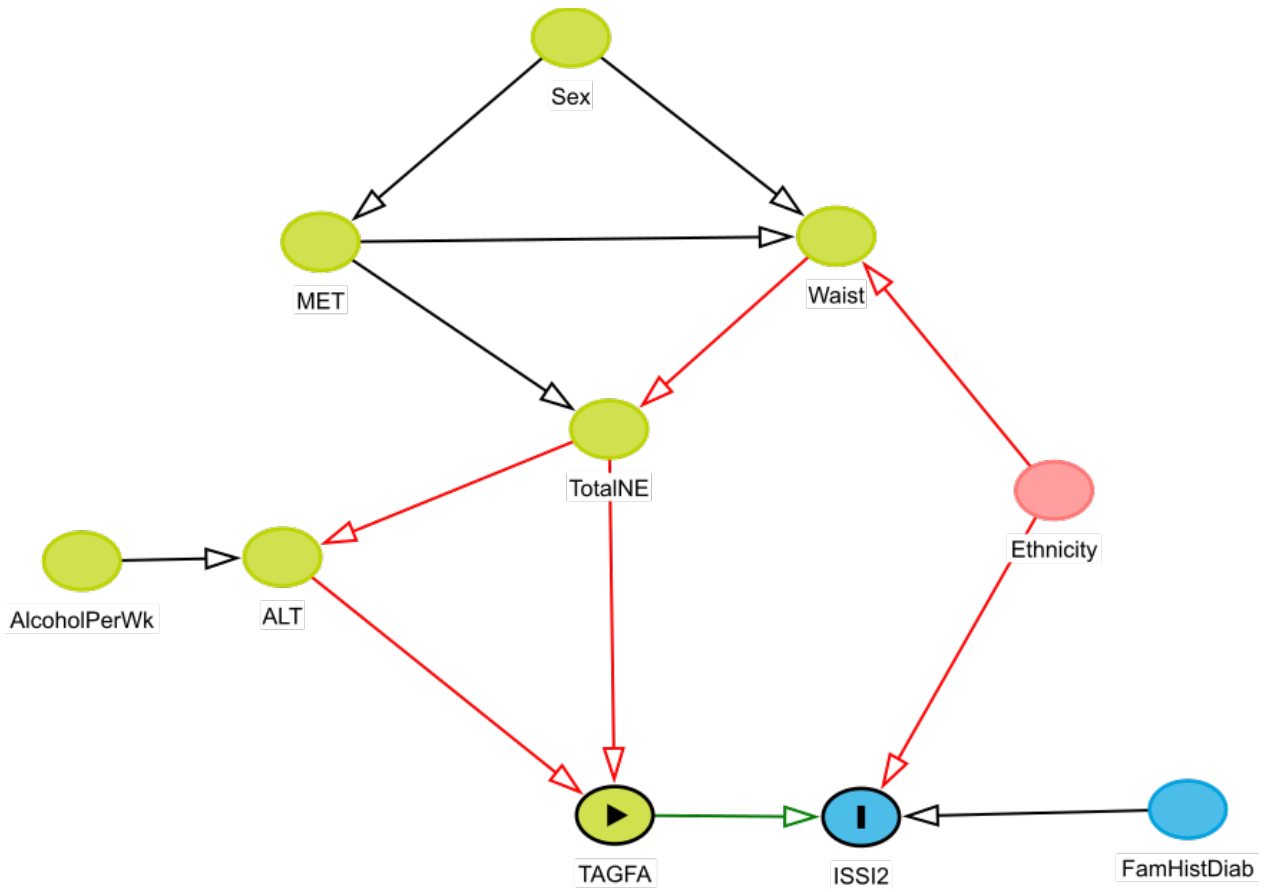 Sex
MET
Waist
TotalNE
Ethnicity
AlcoholPerWk
ALT
TAGFA
ISSI2
FamHistDiab